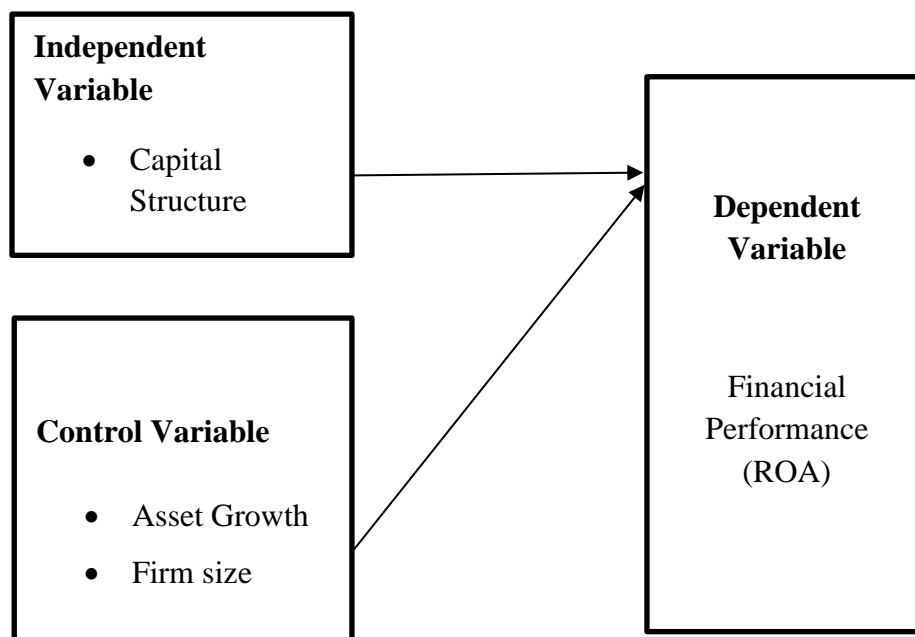 Independent
Variable
• Capital
Structure
Control Variable
• Asset Growth
• Firm size
Dependent
Variable
Financial
Performance
(ROA)